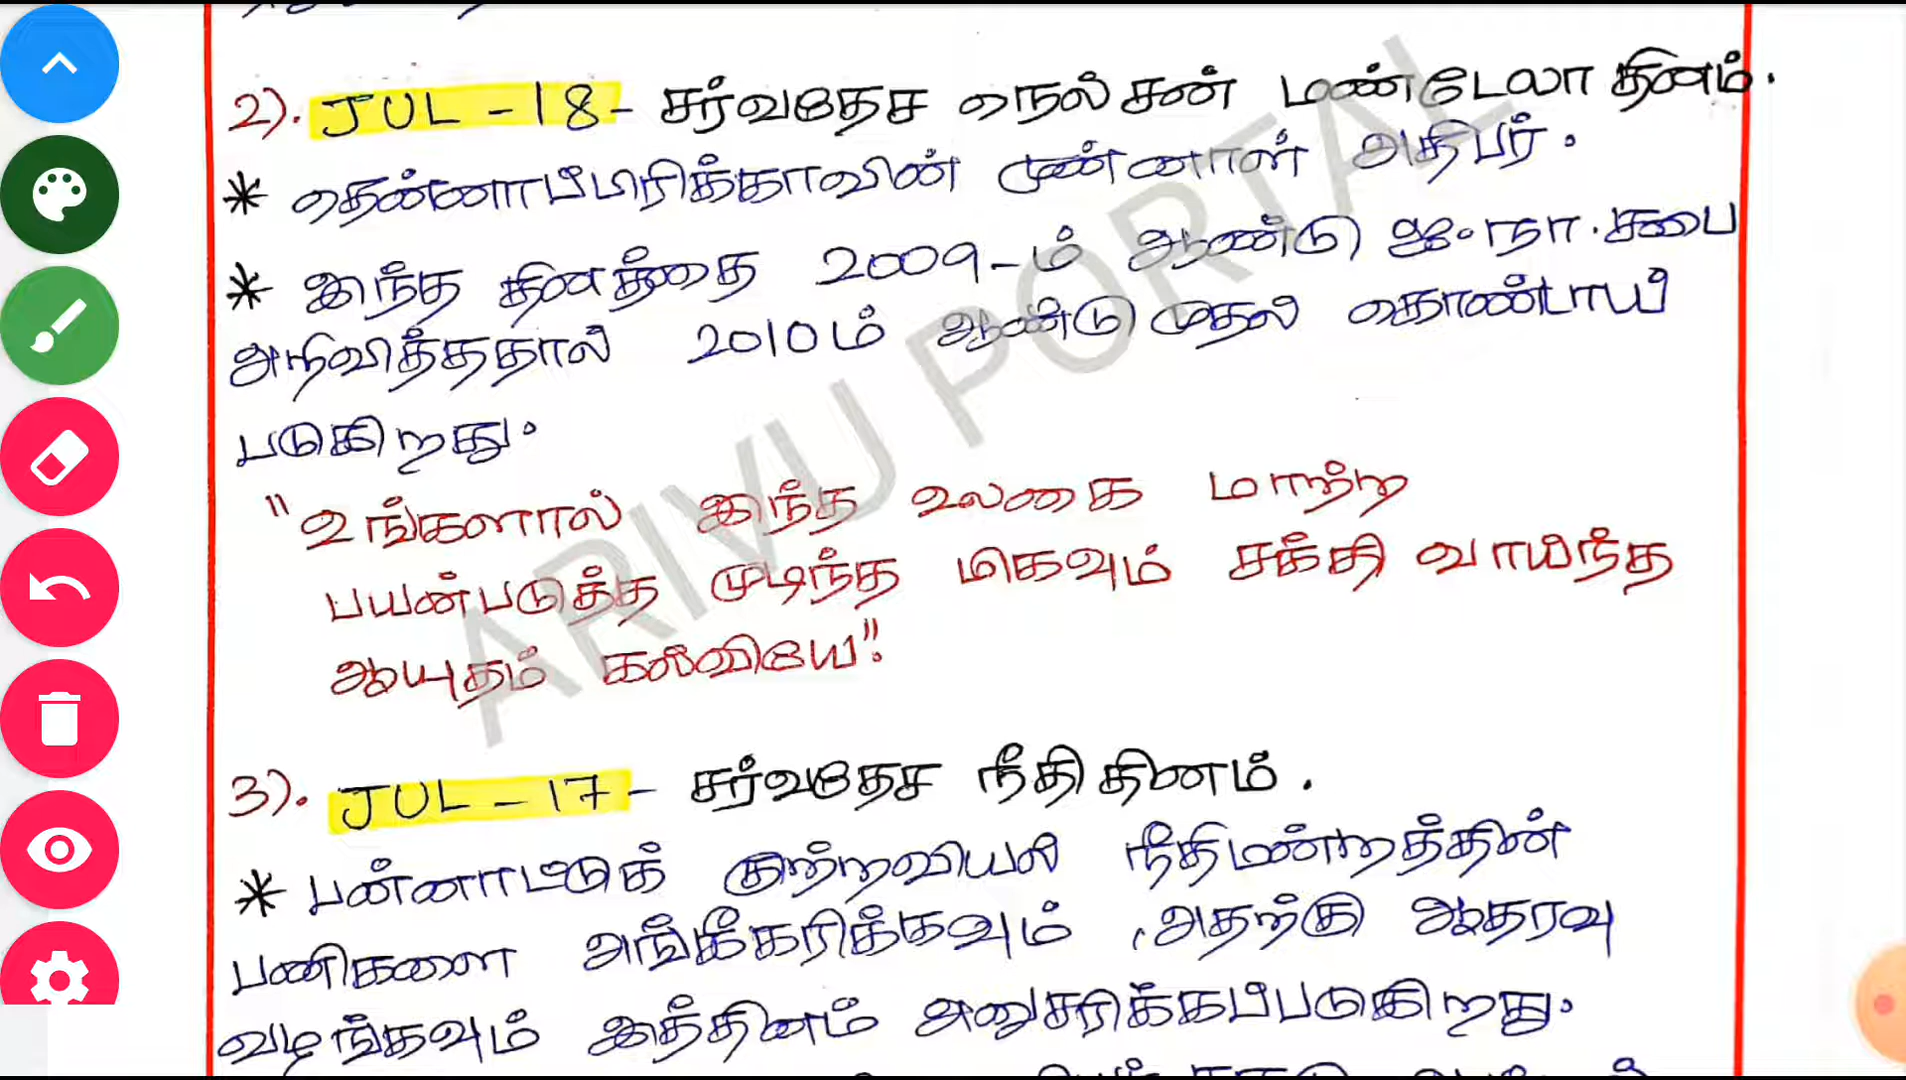 2). JUL - 18 - சர்வதேச நெல்சன் மண்டேலா தினம்.
* தென்னாப்பிரிக்காவின் முன்னாள் அதிபர்.
* இந்த தினத்தை 2009-ம் ஆண்டு ஐ.நா.சபை
அறிவித்ததால் 2010ம் ஆண்டு முதல் கொண்டாய்
படுகிறது.
"உங்களால் இந்த உலகை மாற்ற
பயன்படுத்த முடிந்த மிகவும் சக்தி வாய்ந்த
ஆயுதம் கல்வியே".
3). JUL - 17 - சர்வதேச நீதி தினம்.
* பன்னாட்டுக் குற்றவியல் நீதிமன்றத்தின்
பணிகளை அங்கீகரிக்கவும், அதற்கு ஆதரவு
வழங்கவும் இத்தினம் அனுசரிக்கப்படுகிறது.
ARIVU PORTAL